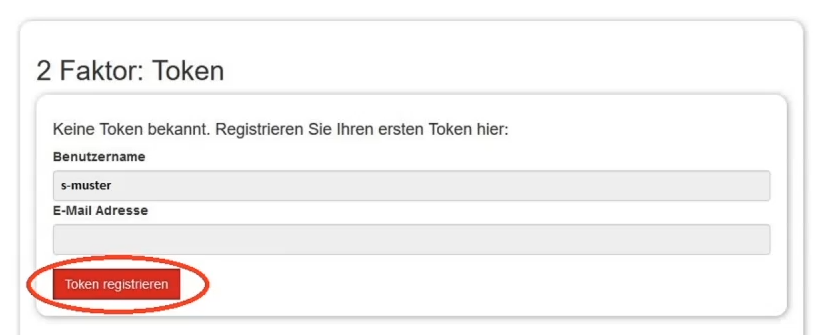 2 Faktor: Token
Keine Token bekannt. Registrieren Sie Ihren ersten Token hier:
Benutzername
s-muster
E-Mail Adresse
Token registrieren